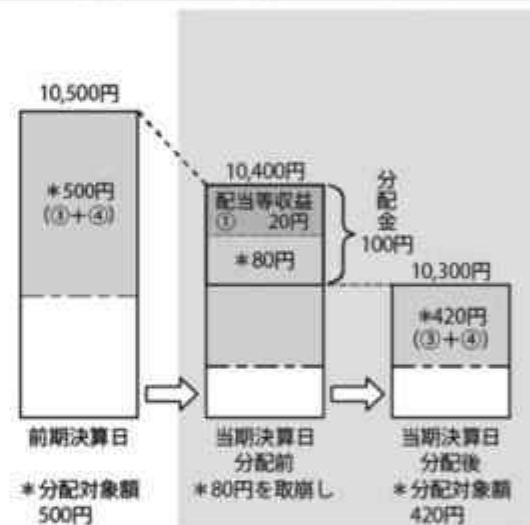 10,500円
*500円
(③+④)
前期決算日
*分配対象額
500円
10,400円
配当等収益
① 20円
*80円
分配金
100円
当期決算日
分配前
*80円を取崩し
10,300円
*420円
(③+④)
当期決算日
分配後
*分配対象額
420円